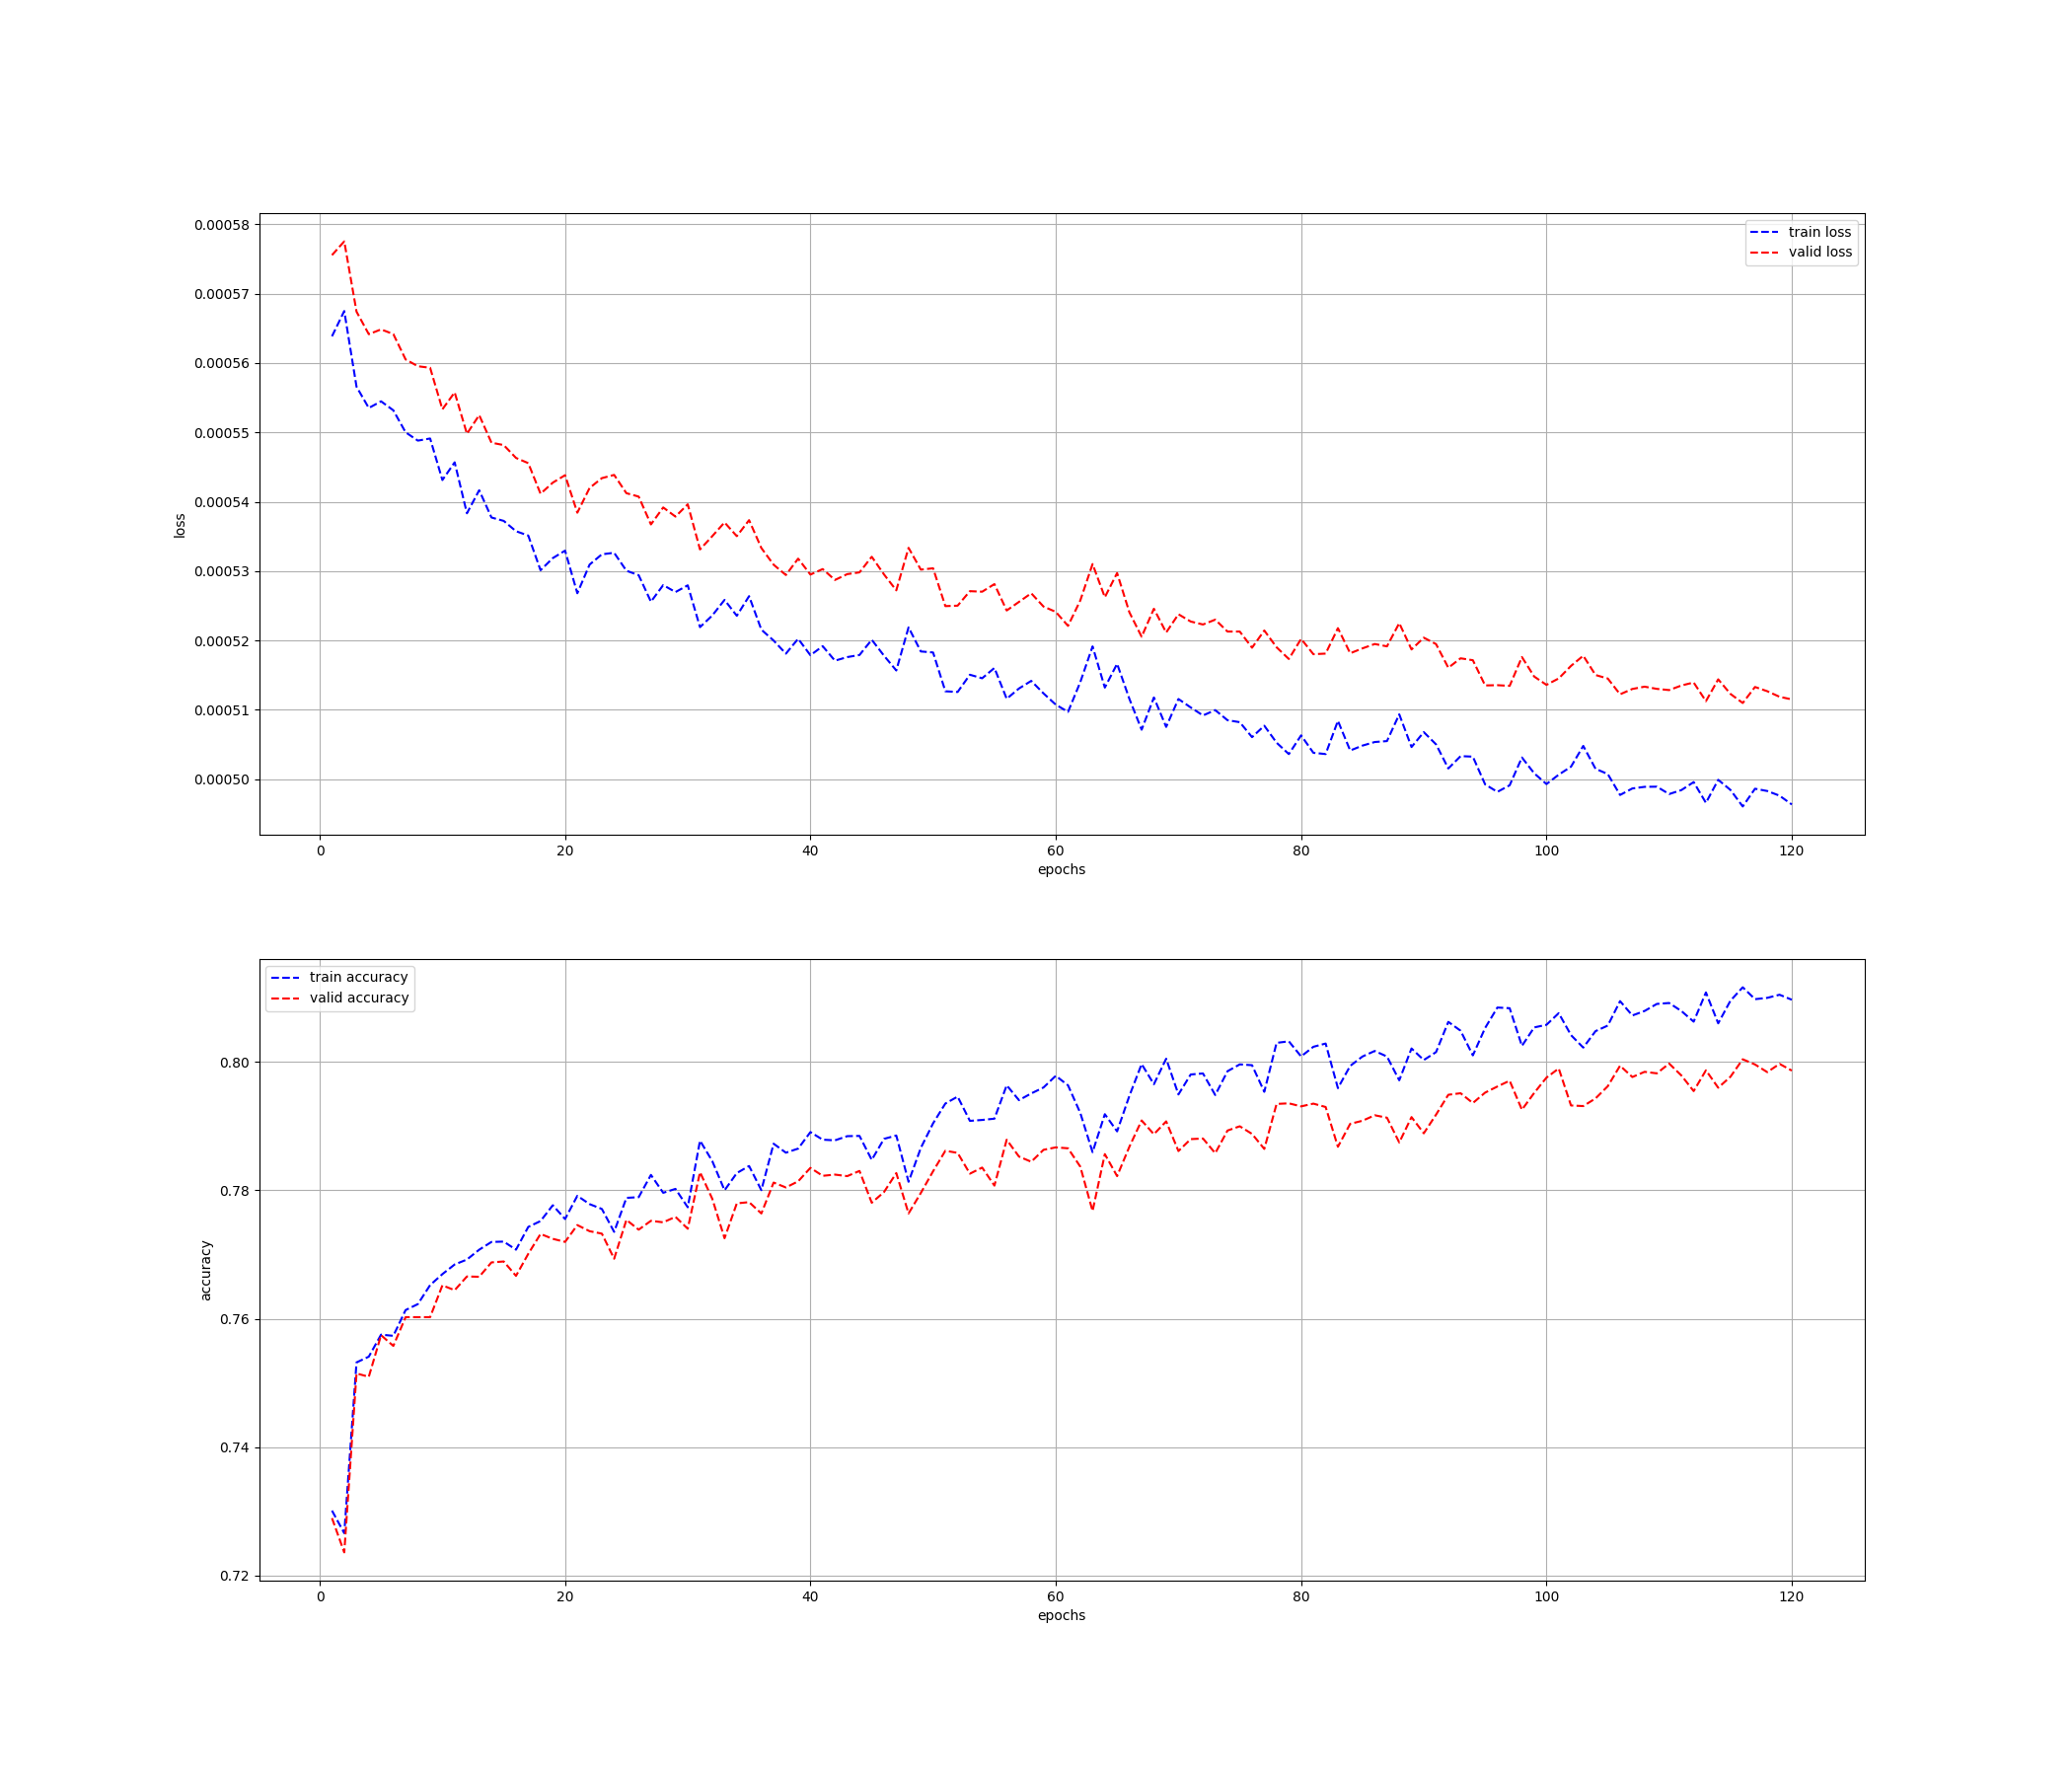 0.00058
train loss
valid loss
0.00057
0.00056
0.00055
0.00054
loss
0.00053
0.00052
0.00051
0.00050
0 20 40 60 80 100 120
epochs
train accuracy
valid accuracy
0.80
0.78
accuracy
0.76
0.74
0.72
0 20 40 60 80 100 120
epochs